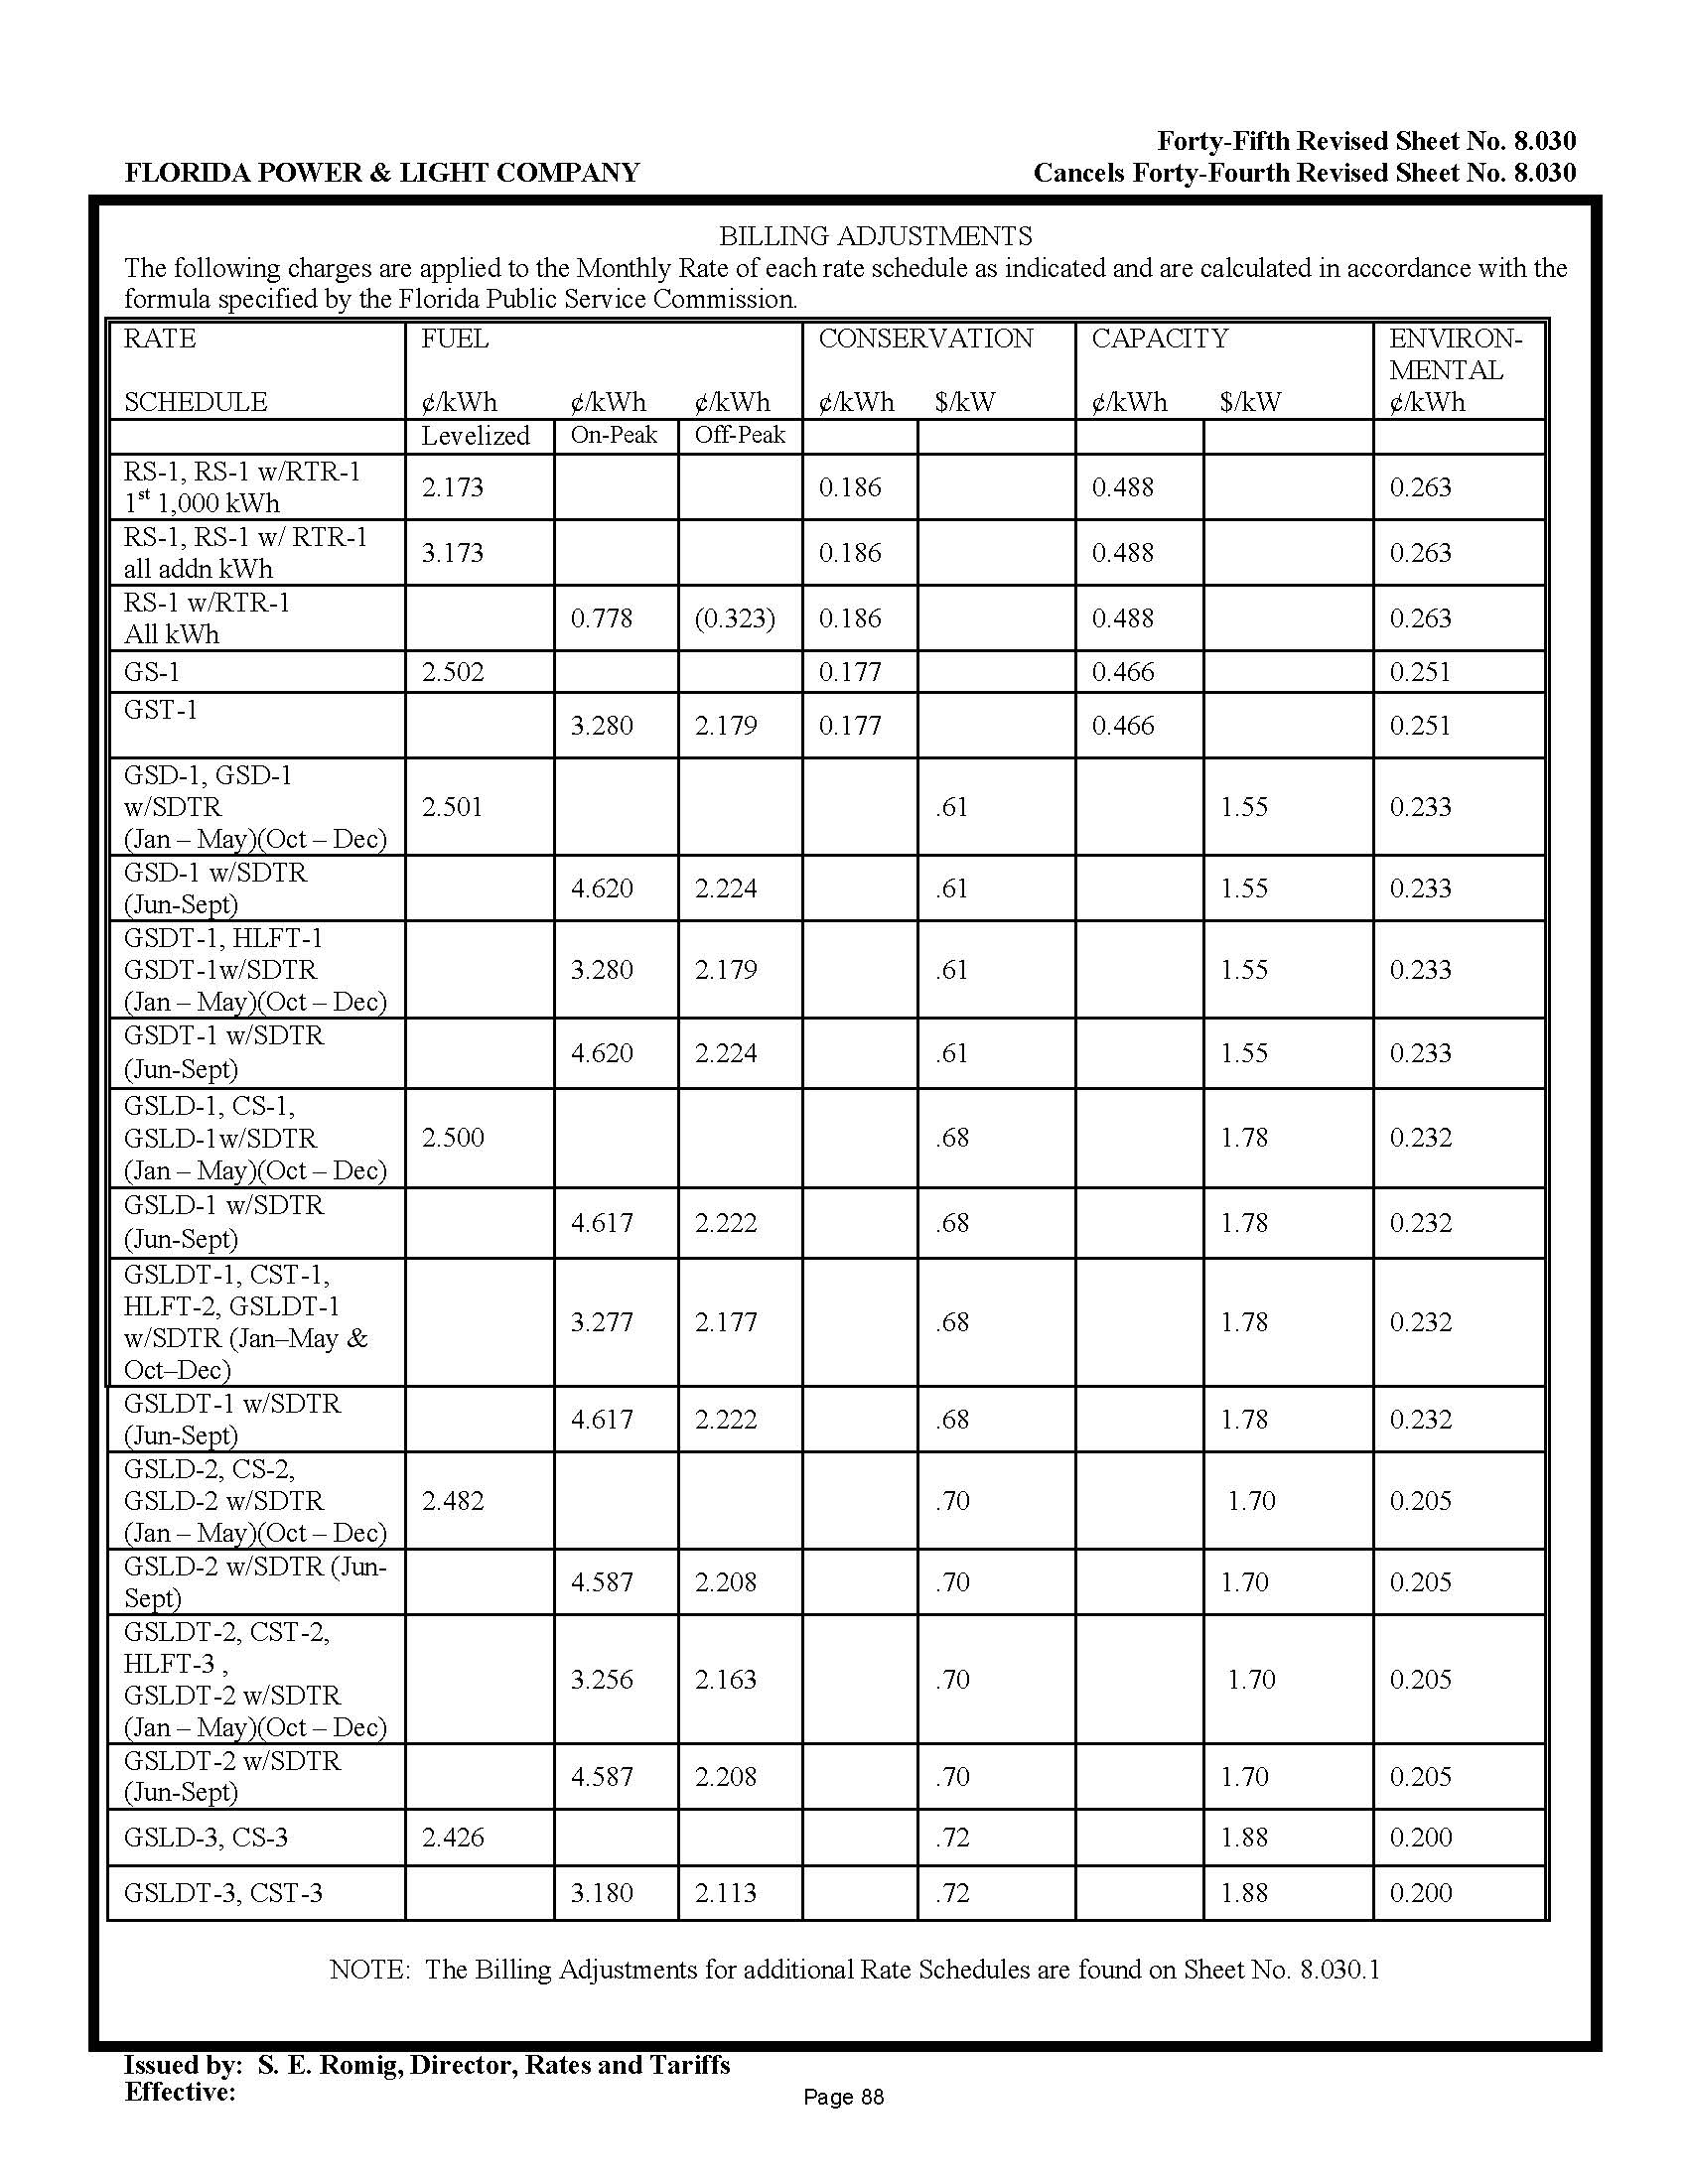 Forty-Fifth Revised Sheet No. 8.030
FLORIDA POWER & LIGHT COMPANY Cancels Forty-Fourth Revised Sheet No. 8.030
BILLING ADJUSTMENTS
The following charges are applied to the Monthly Rate of each rate schedule as indicated and are calculated in accordance with the
formula specified by the Florida Public Service Commission.
RATE FUEL CONSERVATION CAPACITY ENVIRON-
MENTAL
SCHEDULE ¢/kWh ¢/kWh ¢/kWh ¢/kWh $/kW ¢/kWh $/kW ¢/kWh
Levelized On-Peak Off-Peak
RS-1, RS-1 w/RTR-1
1st 1,000 kWh 2.173 0.186 0.488 0.263
RS-1, RS-1 w/ RTR-1
all addn kWh 3.173 0.186 0.488 0.263
RS-1 w/RTR-1
All kWh 0.778 (0.323) 0.186 0.488 0.263
GS-1 2.502 0.177 0.466 0.251
GST-1 3.280 2.179 0.177 0.466 0.251
GSD-1, GSD-1
w/SDTR 2.501 .61 1.55 0.233
(Jan – May)(Oct – Dec)
GSD-1 w/SDTR
(Jun-Sept) 4.620 2.224 .61 1.55 0.233
GSDT-1, HLFT-1
GSDT-1w/SDTR 3.280 2.179 .61 1.55 0.233
(Jan – May)(Oct – Dec)
GSDT-1 w/SDTR
(Jun-Sept) 4.620 2.224 .61 1.55 0.233
GSLD-1, CS-1,
GSLD-1w/SDTR 2.500 .68 1.78 0.232
(Jan – May)(Oct – Dec)
GSLD-1 w/SDTR
(Jun-Sept) 4.617 2.222 .68 1.78 0.232
GSLDT-1, CST-1,
HLFT-2, GSLDT-1 3.277 2.177 .68 1.78 0.232
w/SDTR (Jan–May &
Oct–Dec)
GSLDT-1 w/SDTR
(Jun-Sept) 4.617 2.222 .68 1.78 0.232
GSLD-2, CS-2,
GSLD-2 w/SDTR 2.482 .70 1.70 0.205
(Jan – May)(Oct – Dec)
GSLD-2 w/SDTR (Jun-
Sept) 4.587 2.208 .70 1.70 0.205
GSLDT-2, CST-2,
HLFT-3 , 3.256 2.163 .70 1.70 0.205
GSLDT-2 w/SDTR
(Jan – May)(Oct – Dec)
GSLDT-2 w/SDTR
(Jun-Sept) 4.587 2.208 .70 1.70 0.205
GSLD-3, CS-3 2.426 .72 1.88 0.200
GSLDT-3, CST-3 3.180 2.113 .72 1.88 0.200
NOTE: The Billing Adjustments for additional Rate Schedules are found on Sheet No. 8.030.1
Issued by: S. E. Romig, Director, Rates and Tariffs
Effective:
Page 88